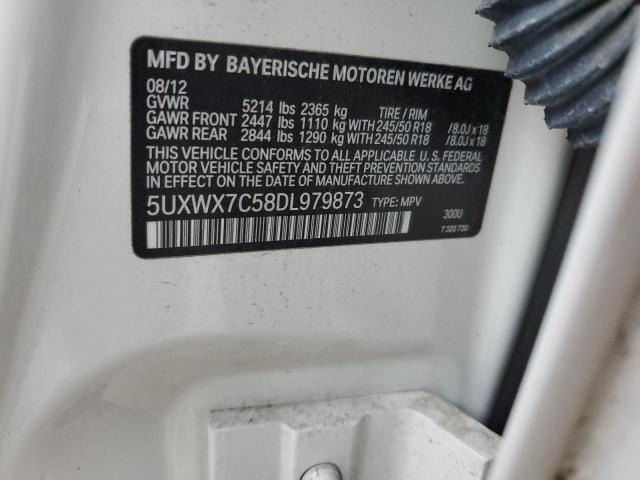 MFD BY BAYERISCHE MOTOREN WERKE AG
08/12
GVWR 5214 lbs 2365 kg TIRE / RIM
GAWR FRONT 2447 lbs 1110 kg WITH 245/50 R18 / 8.0J x 18
GAWR REAR 2844 lbs 1290 kg WITH 245/50 R18 / 8.0J x 18
THIS VEHICLE CONFORMS TO ALL APPLICABLE U. S. FEDERAL
MOTOR VEHICLE SAFETY, BUMPER, AND THEFT PREVENTION
STANDARDS IN EFFECT ON THE DATE OF MANUFACTURE SHOWN ABOVE.
5UXWX7C58DL979873 TYPE: MPV
300U
7 320 730